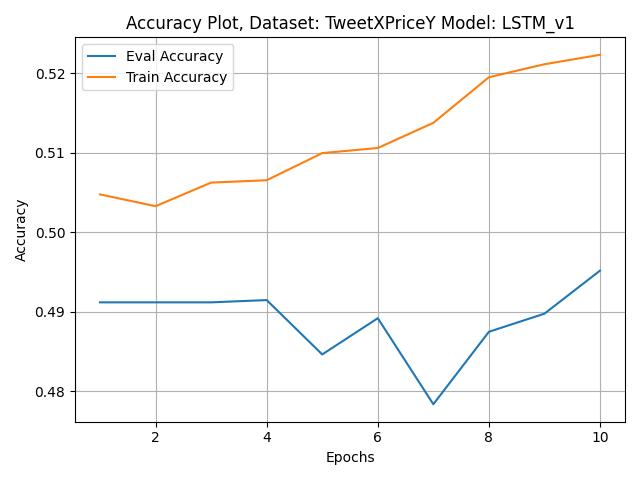 Accuracy Plot, Dataset: TweetXPriceY Model: LSTM_v1
Eval Accuracy
Train Accuracy
0.52
0.51
0.50
0.49
0.48
Accuracy
2 4 6 8 10
Epochs